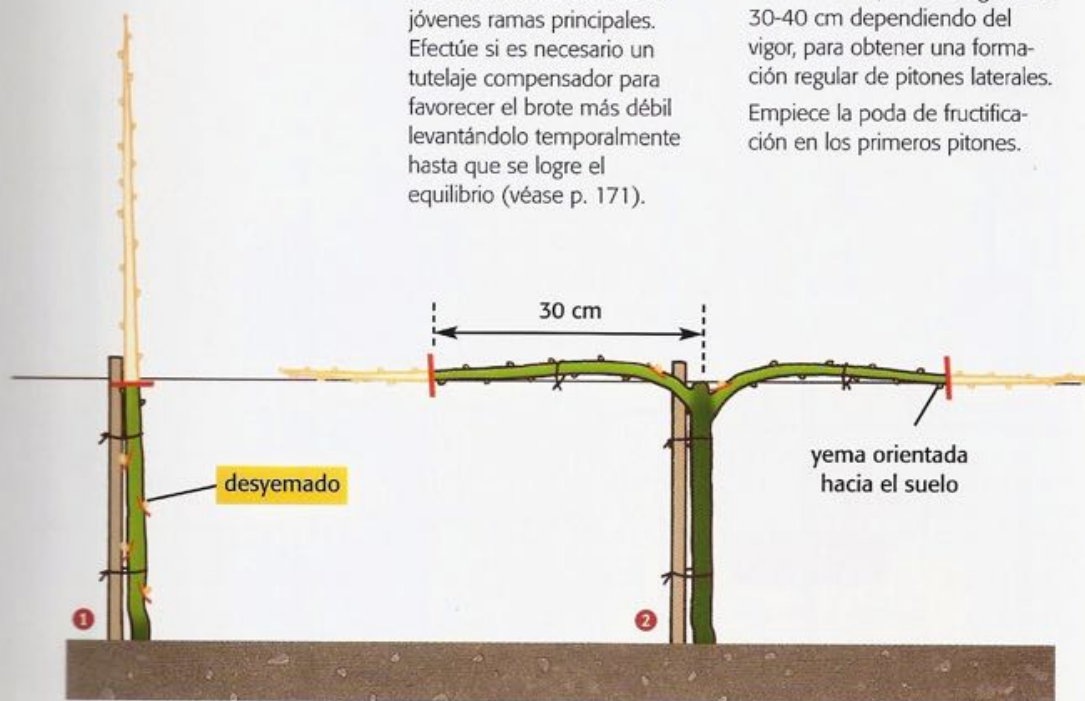 jóvenes ramas principales.
Efectúe si es necesario un
tutelaje compensador para
favorecer el brote más débil
levantándolo temporalmente
hasta que se logre el
equilibrio (véase p. 171).
30-40 cm dependiendo del
vigor, para obtener una forma-
ción regular de pitones laterales.
Empiece la poda de fructifica-
ción en los primeros pitones.
30 cm
desyemado
yema orientada
hacia el suelo
1
2